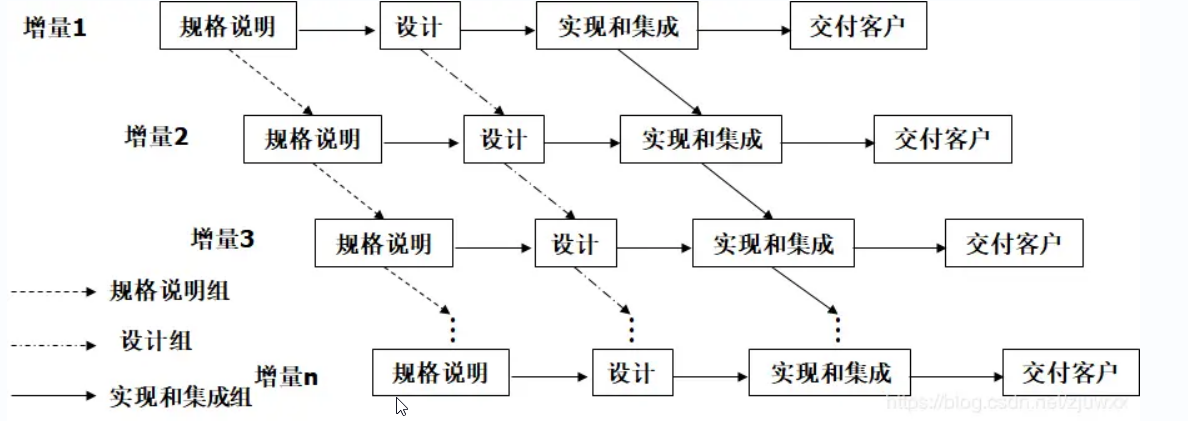 增量1 规格说明 设计 实现和集成 交付客户
增量2 规格说明 设计 实现和集成 交付客户
增量3 规格说明 设计 实现和集成 交付客户
规格说明组
设计组
增量n 规格说明 设计 实现和集成 交付客户
实现和集成组
https://blog.csdn.net/zjuwxx